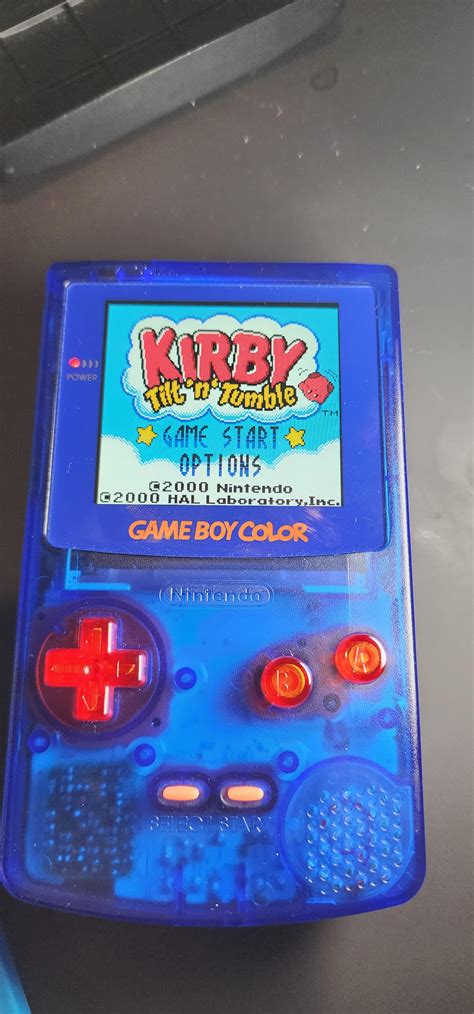 KIRBY
Tilt 'n' Tumble
TM
POWER
GAME START
OPTIONS
©2000 Nintendo
©2000 HAL Laboratory,Inc.
GAME BOY COLOR
Nintendo
B
A
SELECT START